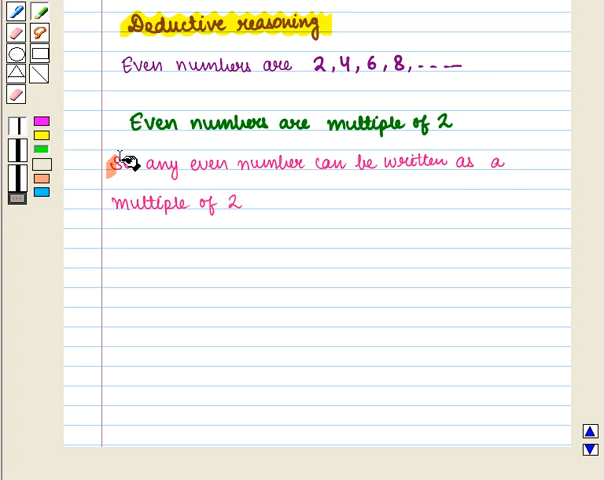 Deductive reasoning
Even numbers are 2, 4, 6, 8, - - - —
Even numbers are multiple of 2
So any even number can be written as a
multiple of 2